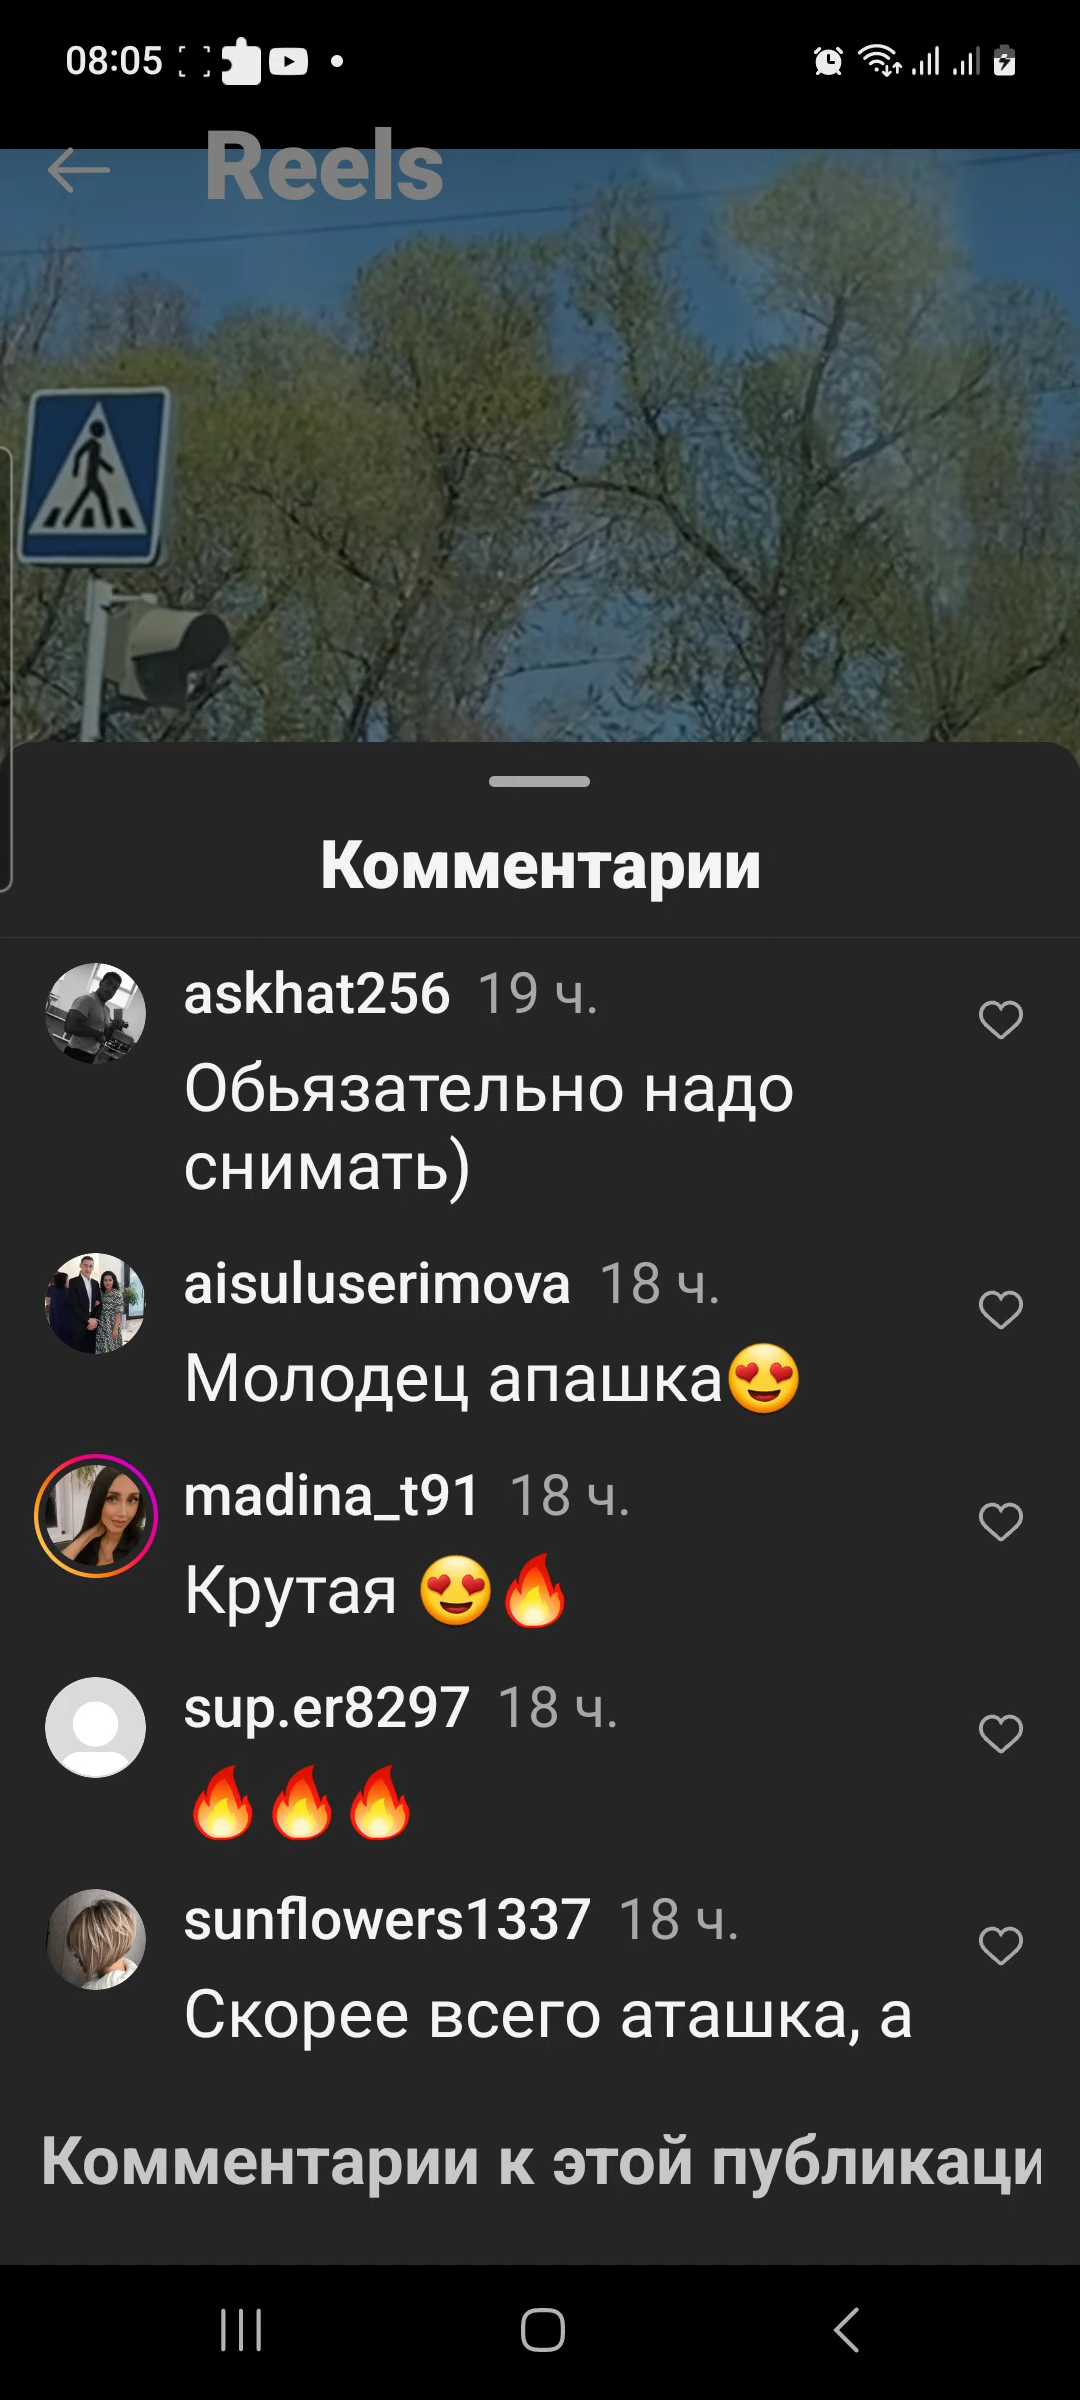 08:05
Reels
Комментарии
askhat256 19 ч.
Обьязательно надо
снимать)
aisuluserimova 18 ч.
Молодец апашка😍
madina_t91 18 ч.
Крутая 😍🔥
sup.er8297 18 ч.
🔥🔥🔥
sunflowers1337 18 ч.
Скорее всего аташка, а
Комментарии к этой публикаци